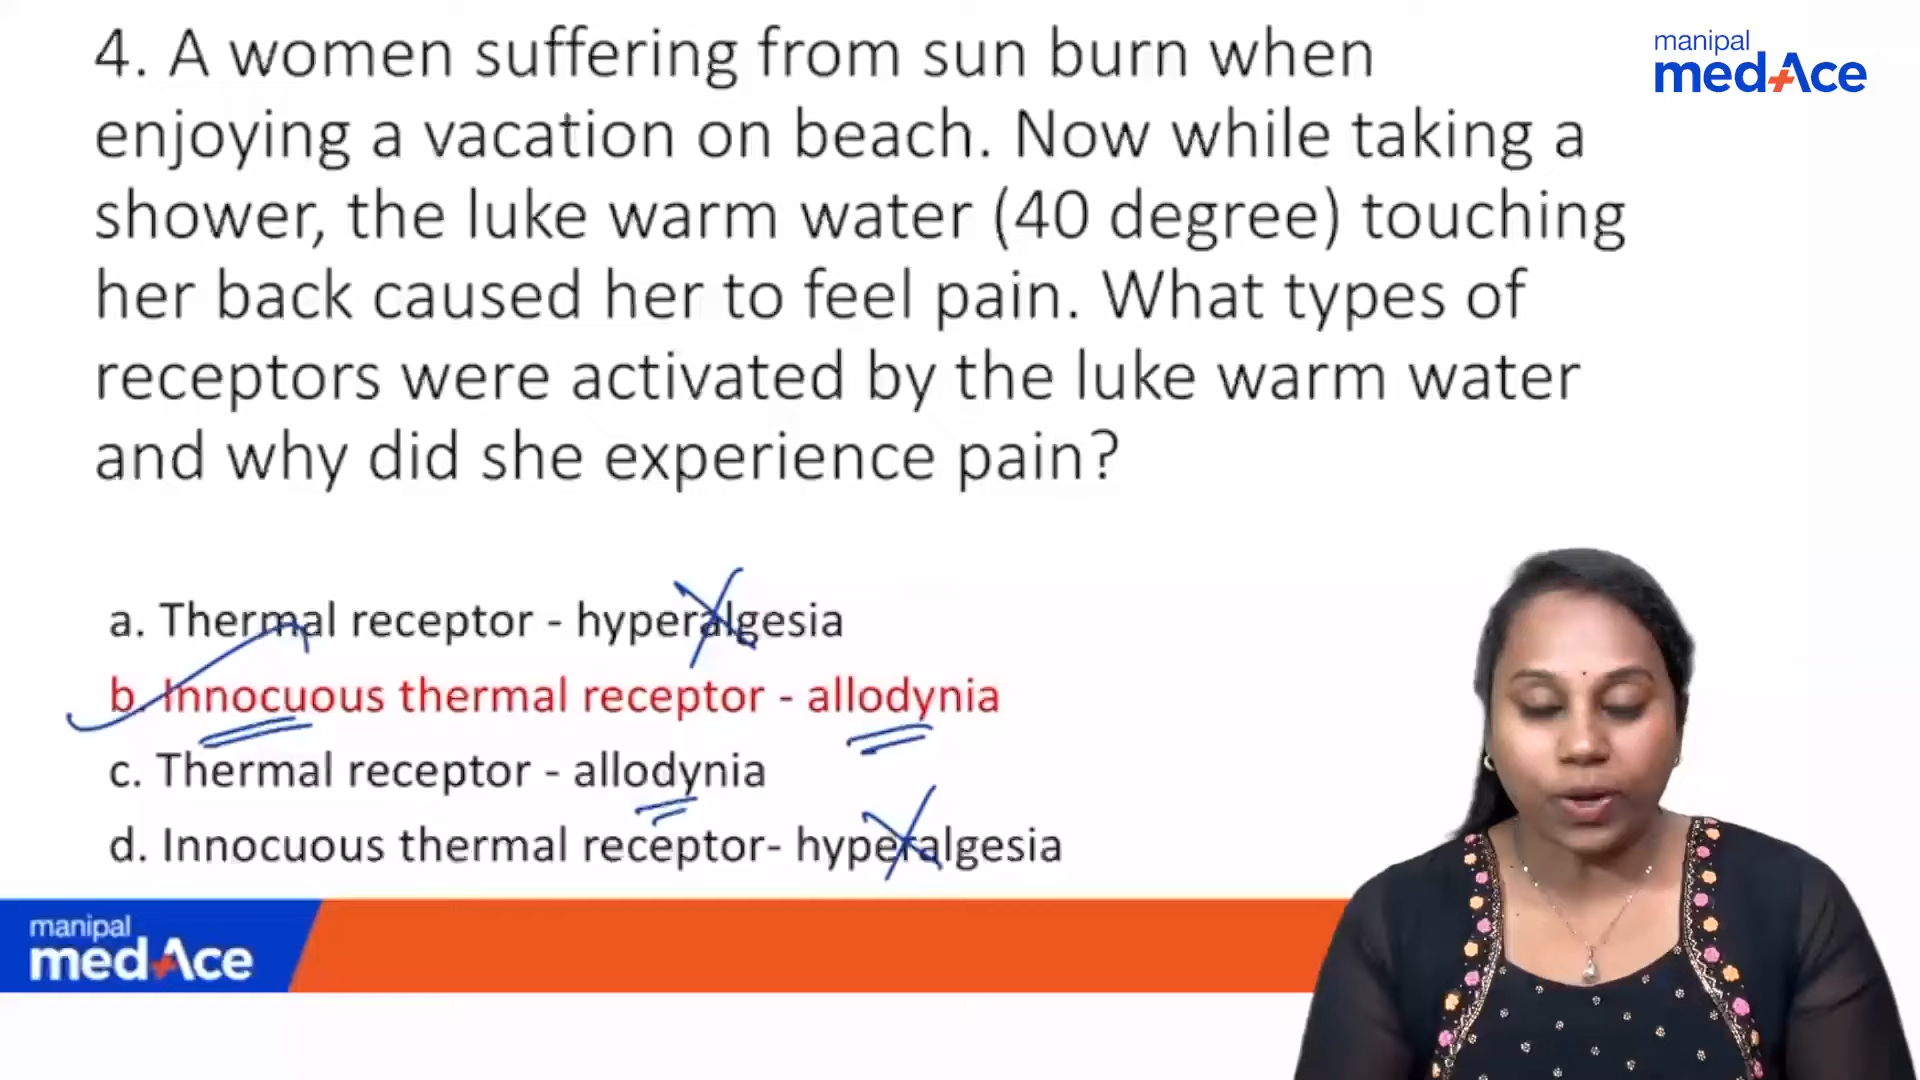 4. A women suffering from sun burn when
enjoying a vacation on beach. Now while taking a
shower, the luke warm water (40 degree) touching
her back caused her to feel pain. What types of
receptors were activated by the luke warm water
and why did she experience pain?
manipal
medAce
a. Thermal receptor - hyperalgesia
b. Innocuous thermal receptor - allodynia
c. Thermal receptor - allodynia
d. Innocuous thermal receptor- hyperalgesia
manipal
medAce